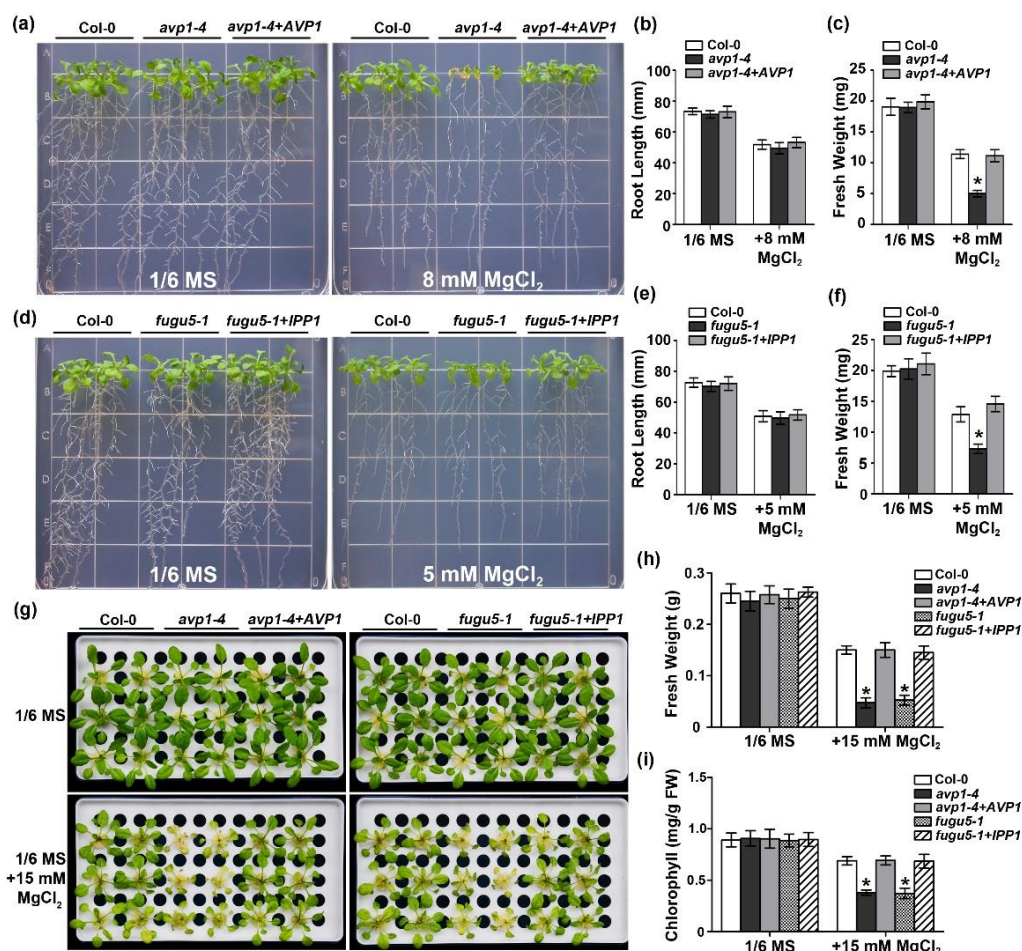 (a)
Col-0 avp1-4 avp1-4+AVP1
Col-0 avp1-4 avp1-4+AVP1
A
B
C
D
E
F
1/6 MS
8 mM MgCl₂
(b)
Col-0
avp1-4
avp1-4+AVP1
Root Length (mm)
100
80
60
40
20
0
1/6 MS
+8 mM
MgCl₂
(c)
Col-0
avp1-4
avp1-4+AVP1
Fresh Weight (mg)
25
20
15
10
5
0
*
1/6 MS
+8 mM
MgCl₂
(d)
Col-0 fugu5-1 fugu5-1+IPP1
Col-0 fugu5-1 fugu5-1+IPP1
B
C
D
E
1/6 MS
5 mM MgCl₂
(e)
Col-0
fugu5-1
fugu5-1+IPP1
Root Length (mm)
100
80
60
40
20
0
1/6 MS
+5 mM
MgCl₂
(f)
Col-0
fugu5-1
fugu5-1+IPP1
Fresh Weight (mg)
25
20
15
10
5
0
*
1/6 MS
+5 mM
MgCl₂
(g)
Col-0 avp1-4 avp1-4+AVP1
Col-0 fugu5-1 fugu5-1+IPP1
1/6 MS
1/6 MS
+15 mM
MgCl₂
(h)
Col-0
avp1-4
avp1-4+AVP1
fugu5-1
fugu5-1+IPP1
Fresh Weight (g)
0.3
0.2
0.1
0
* *
1/6 MS +15 mM MgCl₂
(i)
Col-0
avp1-4
avp1-4+AVP1
fugu5-1
fugu5-1+IPP1
Chlorophyll (mg/g FW)
1.5
1.0
0.5
0.0
* *
1/6 MS +15 mM MgCl₂